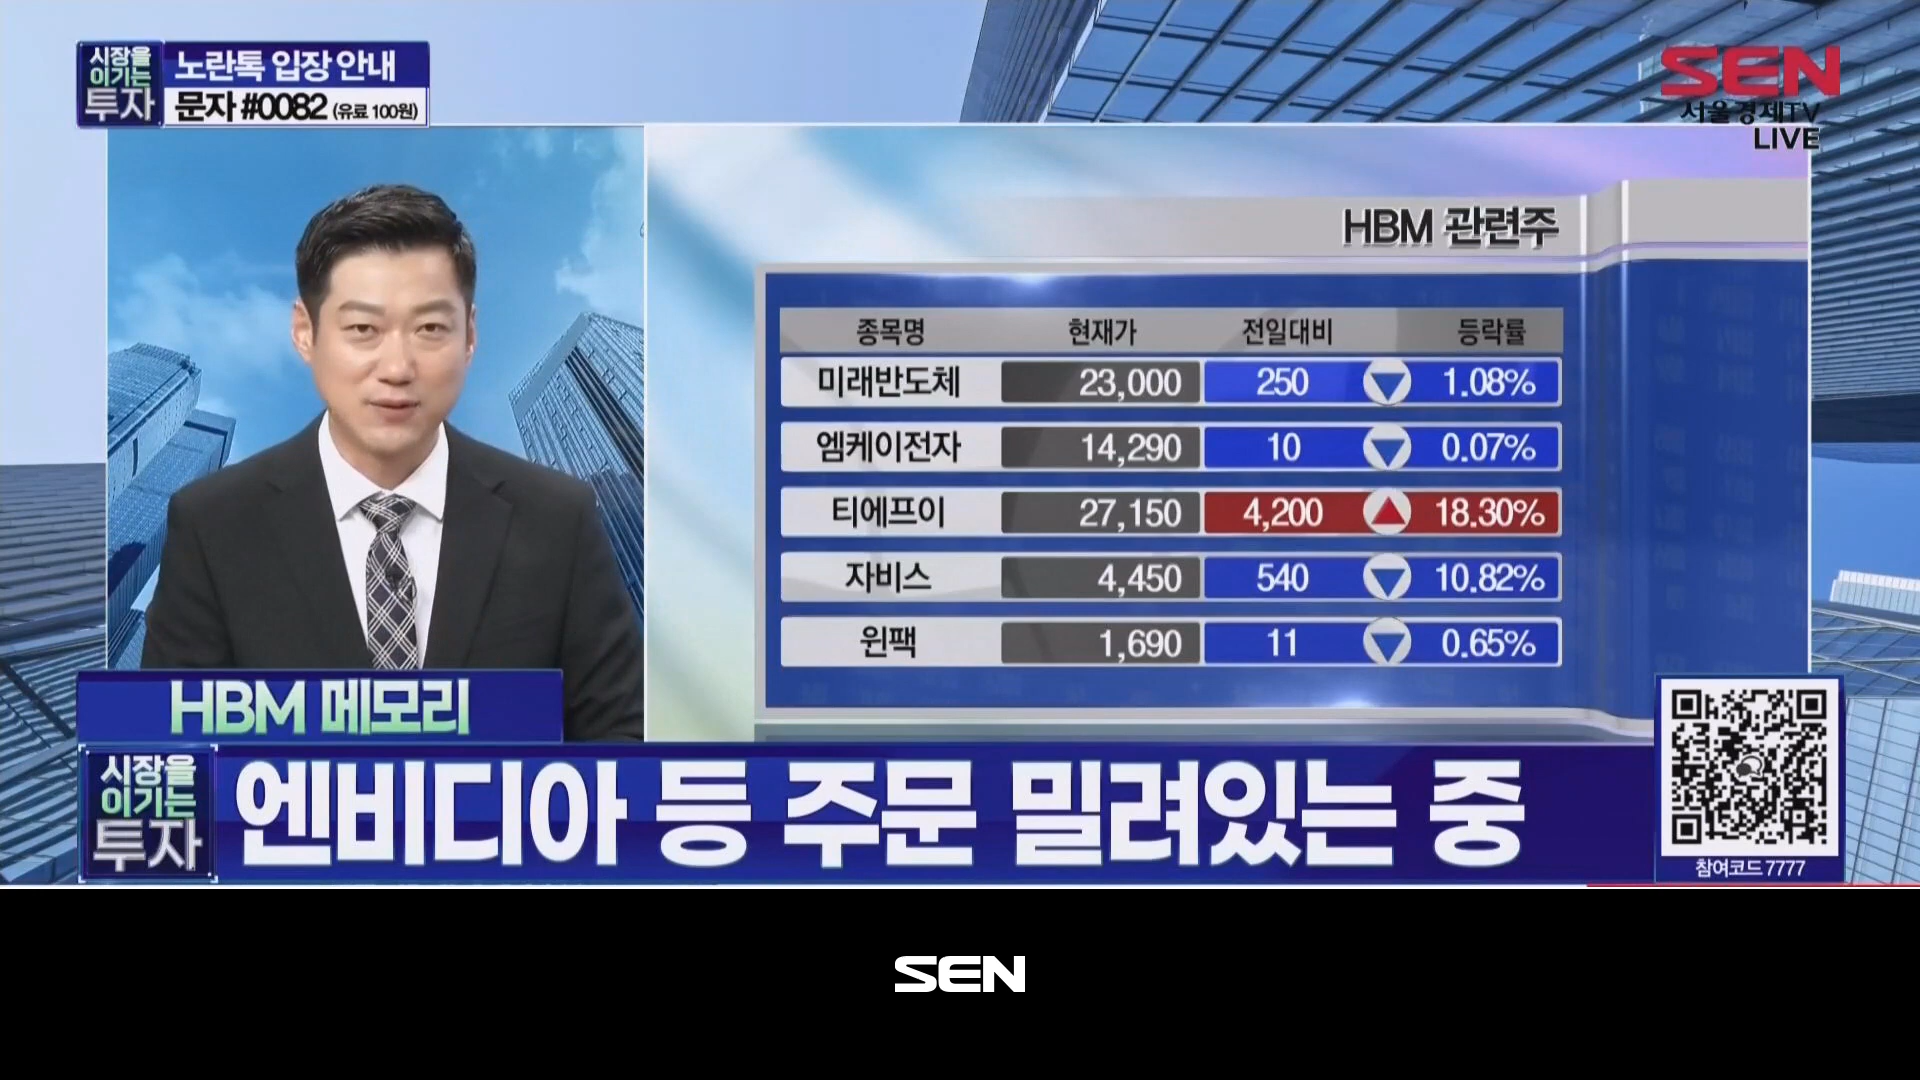 시장을
이기는
투자
노란톡 입장 안내
문자 #0082 (유료 100원)
SEN
서울경제TV
LIVE
HBM 관련주
종목명 현재가 전일대비 등락률
미래반도체 23,000 250 ▼ 1.08%
엠케이전자 14,290 10 ▼ 0.07%
티에프이 27,150 4,200 ▲ 18.30%
자비스 4,450 540 ▼ 10.82%
윈팩 1,690 11 ▼ 0.65%
HBM 메모리
시장을
이기는
투자
엔비디아 등 주문 밀려있는 중
참여코드 7777
SEN